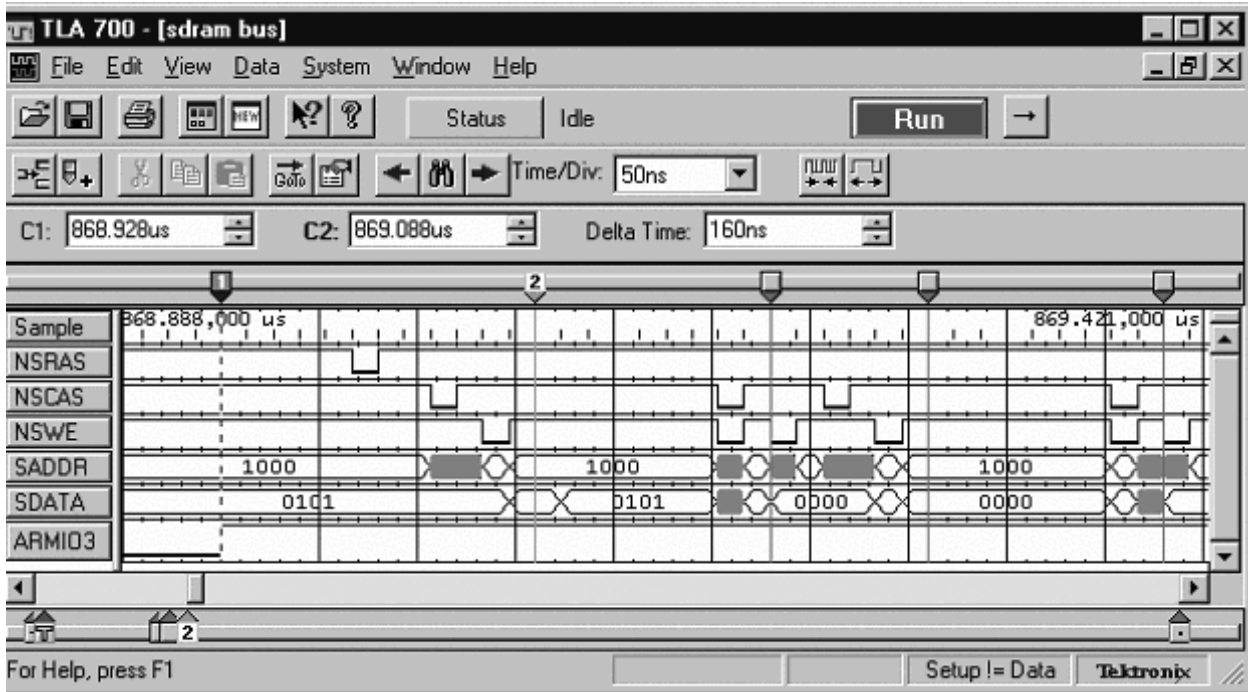 TLA 700 - [sdram bus]
File Edit View Data System Window Help
NEW Status Idle Run
GoTo Time/Div: 50ns
C1: 868.928us C2: 869.088us Delta Time: 160ns
1 2
Sample 868.888,000 us 869.421,000 us
NSRAS
NSCAS
NSWE
SADDR 1000 1000 1000
SDATA 0101 0101 0000 0000
ARMIO3
T 2
For Help, press F1 Setup != Data Tektronix